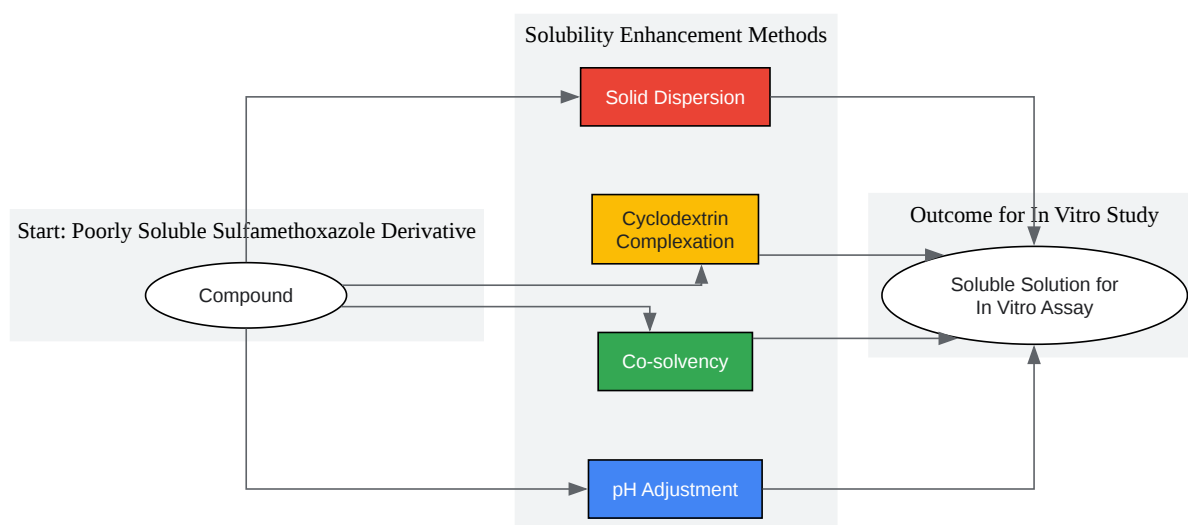 Solubility Enhancement Methods
Solid Dispersion
Cyclodextrin
Complexation
Start: Poorly Soluble Sulfamethoxazole Derivative
Outcome for In Vitro Study
Compound
Soluble Solution for
In Vitro Assay
Co-solvency
pH Adjustment